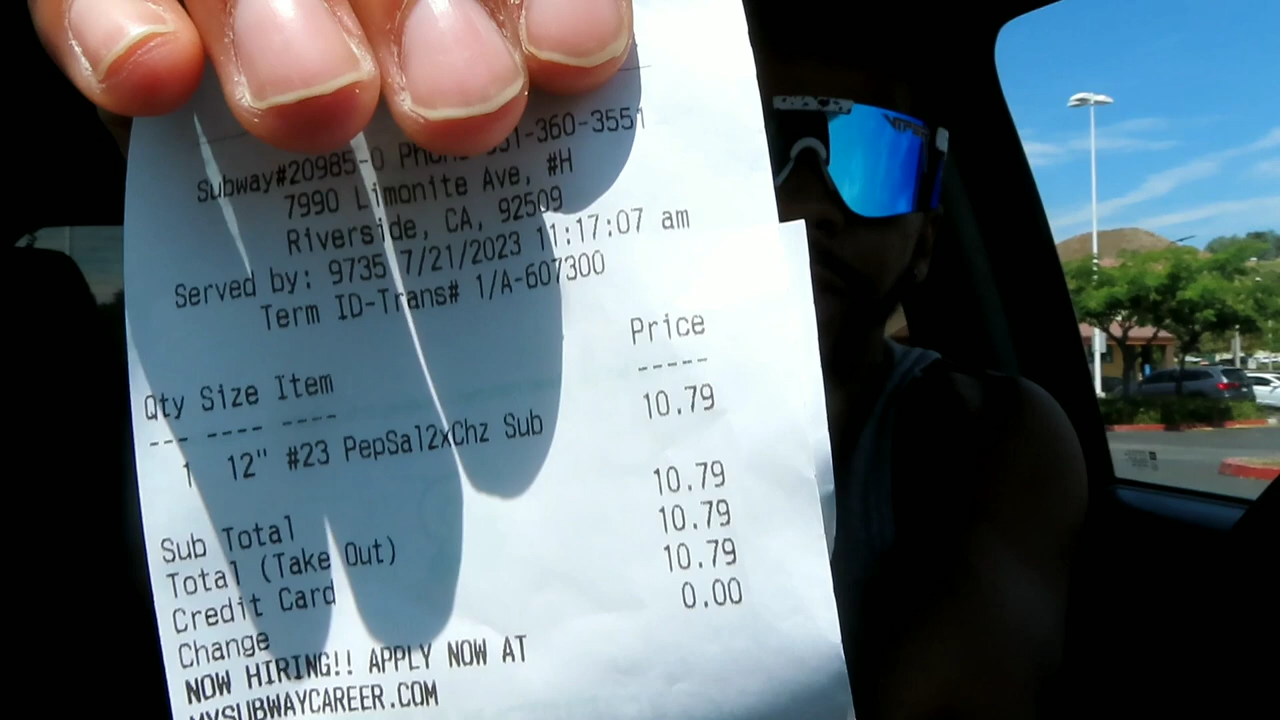 Subway#20985-0 Phone 951-360-3551
7990 Limonite Ave, #H
Riverside, CA, 92509
Served by: 9735 7/21/2023 11:17:07 am
Term ID-Trans# 1/A-607300
Qty Size Item Price
--- ---- ---- -----
1 12" #23 PepSal2xChz Sub 10.79
Sub Total 10.79
Total (Take Out) 10.79
Credit Card 10.79
Change 0.00
NOW HIRING!! APPLY NOW AT
MYSUBWAYCAREER.COM
VIPER